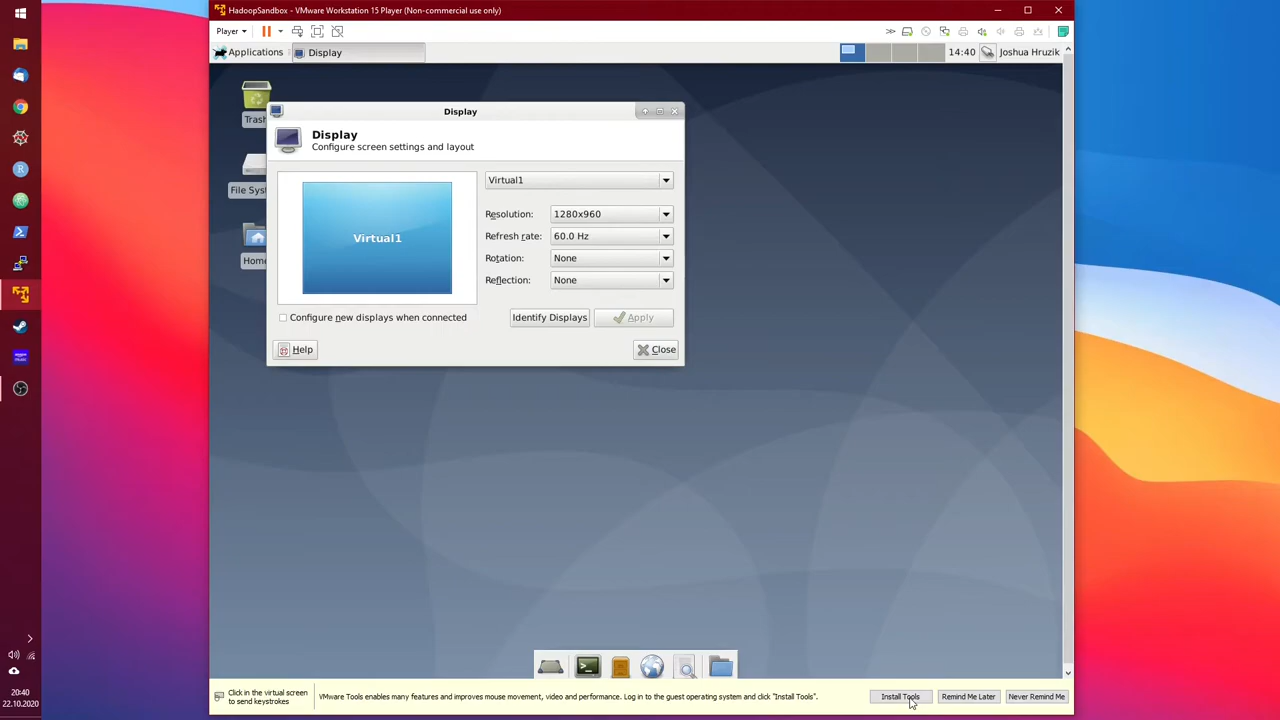 HadoopSandbox - VMware Workstation 15 Player (Non-commercial use only)
Player
Applications
Display
14:40
Joshua Hruzik
Trash
File Sys
Home
Display
Display
Configure screen settings and layout
Virtual1
Virtual1
Resolution:
1280x960
Refresh rate:
60.0 Hz
Rotation:
None
Reflection:
None
Configure new displays when connected
Identify Displays
Apply
Help
Close
Click in the virtual screen
to send keystrokes
VMware Tools enables many features and improves mouse movement, video and performance. Log in to the guest operating system and click "Install Tools".
Install Tools
Remind Me Later
Never Remind Me
20:40
22.10.2020